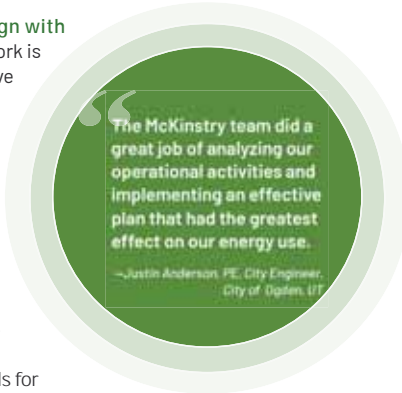 gn with
ork is
ve
“
The McKinstry team did a
great job of analyzing our
operational activities and
implementing an effective
plan that had the greatest
effect on our energy use.
—Justin Anderson, PE, City Engineer,
City of Ogden, UT
ls for